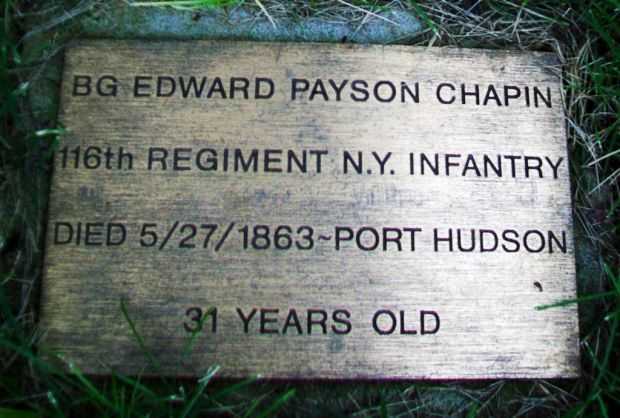 BG EDWARD PAYSON CHAPIN
116th REGIMENT N.Y. INFANTRY
DIED 5/27/1863~PORT HUDSON
31 YEARS OLD